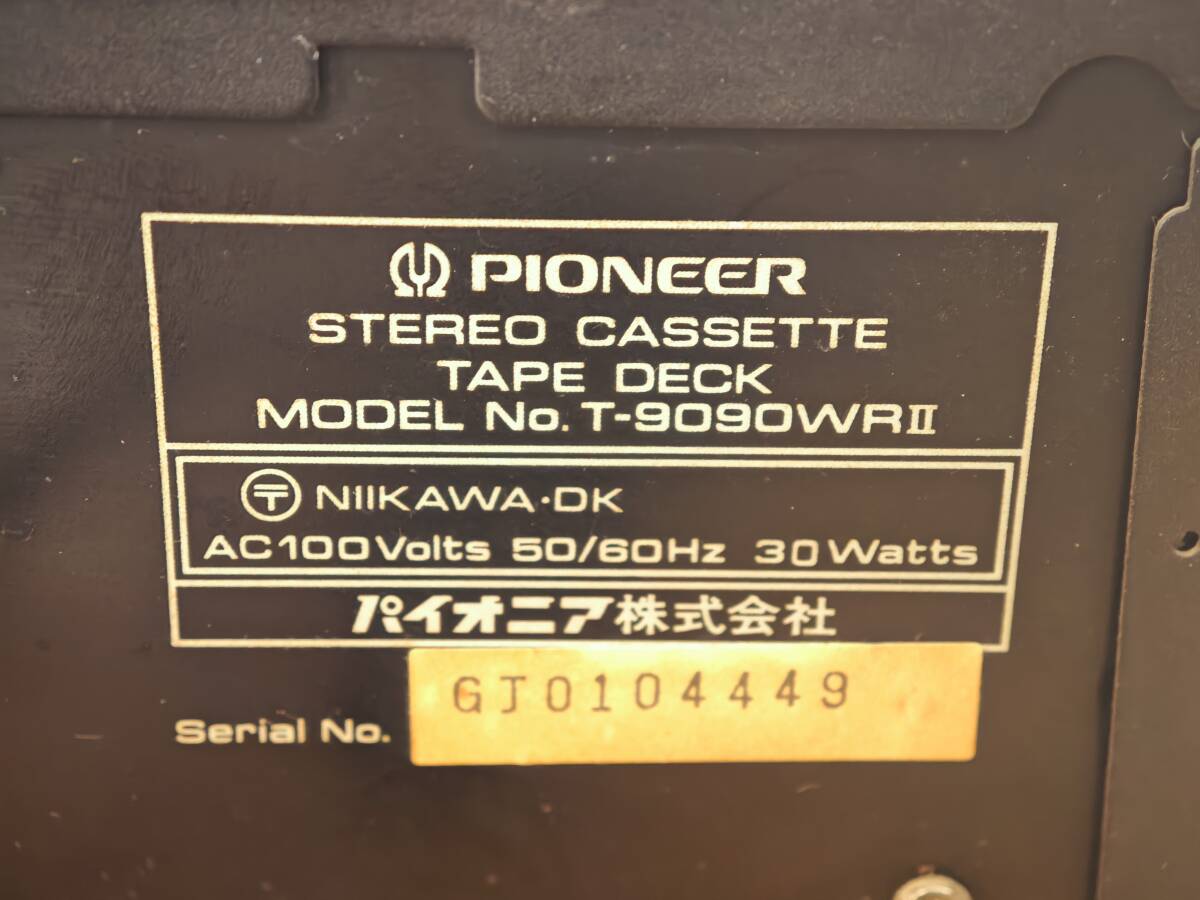 PIONEER
STEREO CASSETTE
TAPE DECK
MODEL No. T-9090WRII
〒 NIIKAWA·DK
AC100Volts 50/60Hz 30Watts
パイオニア株式会社
GJ0104449
Serial No.